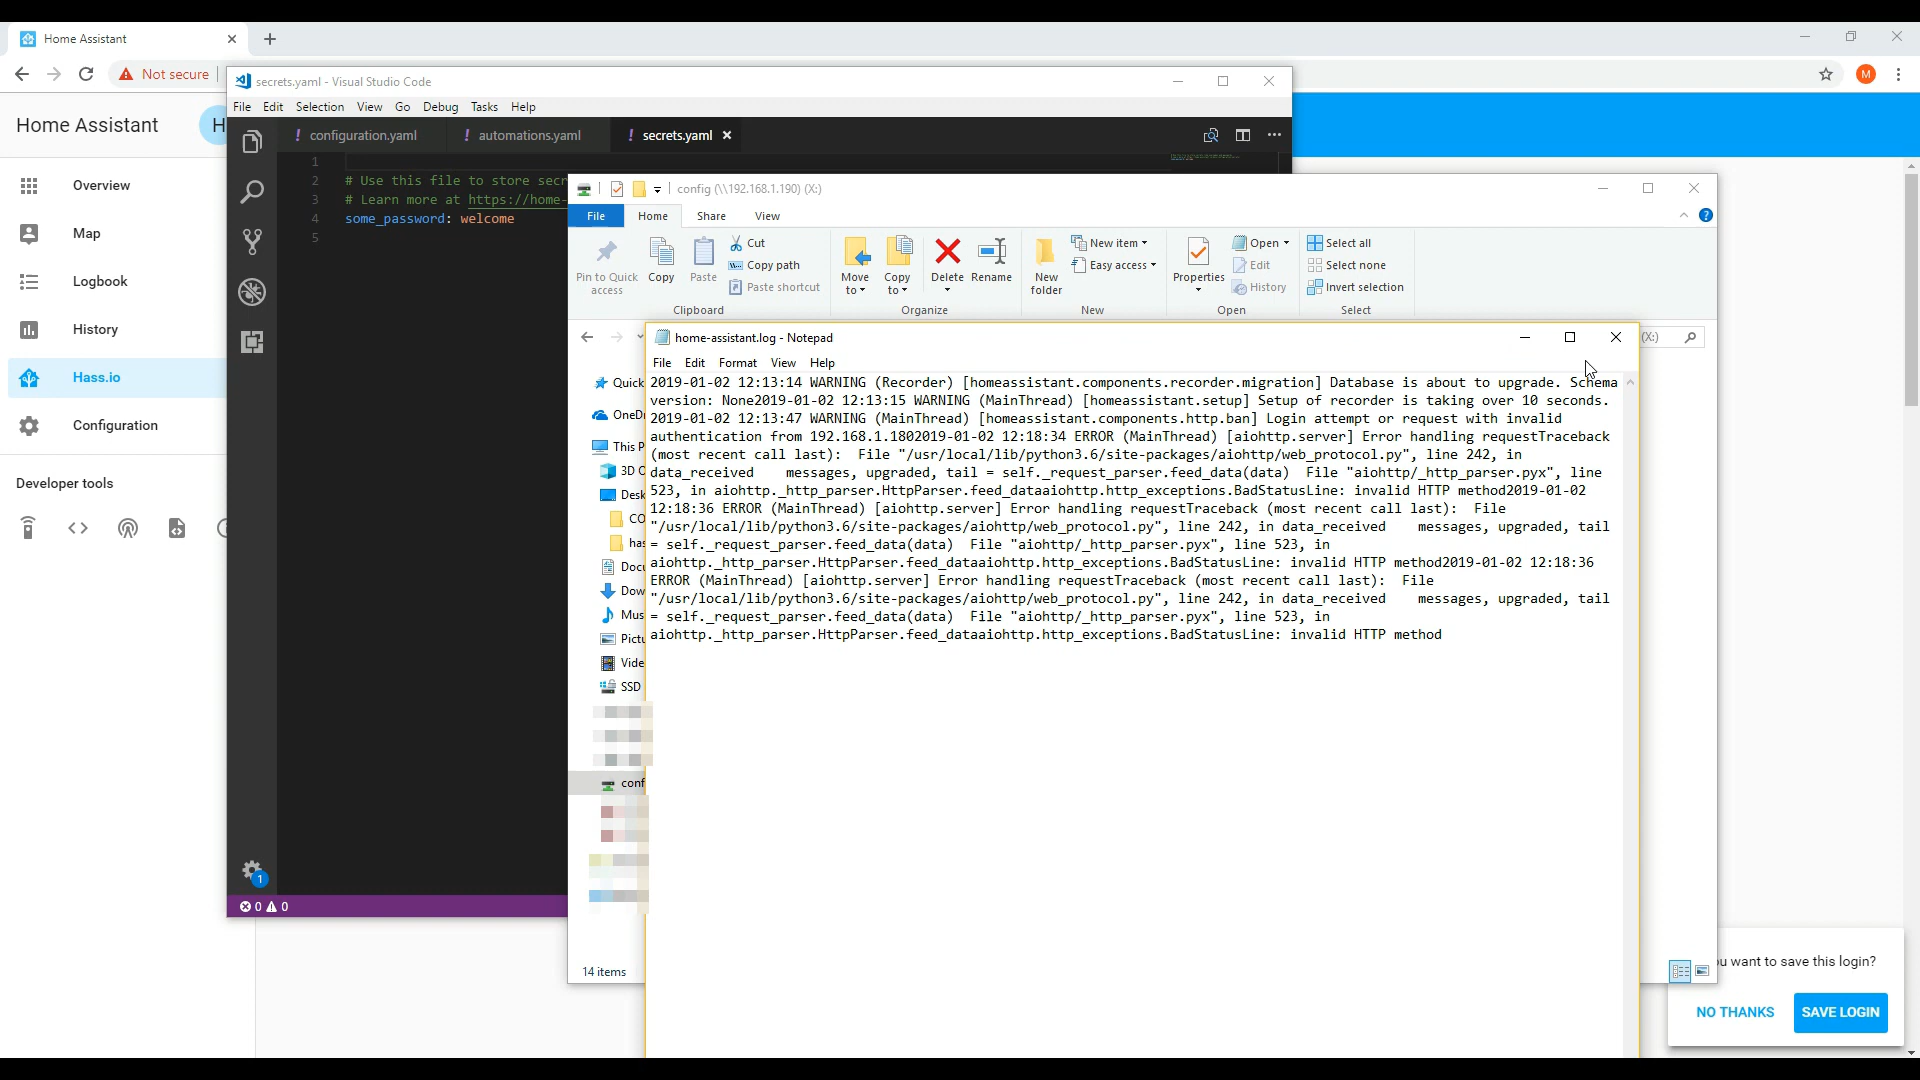 Home Assistant
Not secure
M
secrets.yaml - Visual Studio Code
File Edit Selection View Go Debug Tasks Help
Home Assistant
H
! configuration.yaml
! automations.yaml
! secrets.yaml
1
2 # Use this file to store secr
3 # Learn more at https://home-
4 some_password: welcome
5
Overview
Map
Logbook
History
Hass.io
Configuration
Developer tools
1
0 0
config (\\192.168.1.190) (X:)
File Home Share View
Pin to Quick access
Copy
Paste
Cut
Copy path
Paste shortcut
Clipboard
Move to
Copy to
Delete
Rename
Organize
New folder
New item
Easy access
New
Properties
Open
Edit
History
Open
Select all
Select none
Invert selection
Select
(X:)
Quick
OneD
This P
3D
Desk
CO
has
Docu
Dow
Mus
Pictu
Vide
SSD
conf
14 items
home-assistant.log - Notepad
File Edit Format View Help
2019-01-02 12:13:14 WARNING (Recorder) [homeassistant.components.recorder.migration] Database is about to upgrade. Schema
version: None2019-01-02 12:13:15 WARNING (MainThread) [homeassistant.setup] Setup of recorder is taking over 10 seconds.
2019-01-02 12:13:47 WARNING (MainThread) [homeassistant.components.http.ban] Login attempt or request with invalid
authentication from 192.168.1.1802019-01-02 12:18:34 ERROR (MainThread) [aiohttp.server] Error handling requestTraceback
(most recent call last):  File "/usr/local/lib/python3.6/site-packages/aiohttp/web_protocol.py", line 242, in
data_received    messages, upgraded, tail = self._request_parser.feed_data(data)  File "aiohttp/_http_parser.pyx", line
523, in aiohttp._http_parser.HttpParser.feed_dataaiohttp.http_exceptions.BadStatusLine: invalid HTTP method2019-01-02
12:18:36 ERROR (MainThread) [aiohttp.server] Error handling requestTraceback (most recent call last):  File
"/usr/local/lib/python3.6/site-packages/aiohttp/web_protocol.py", line 242, in data_received    messages, upgraded, tail
= self._request_parser.feed_data(data)  File "aiohttp/_http_parser.pyx", line 523, in
aiohttp._http_parser.HttpParser.feed_dataaiohttp.http_exceptions.BadStatusLine: invalid HTTP method2019-01-02 12:18:36
ERROR (MainThread) [aiohttp.server] Error handling requestTraceback (most recent call last):  File
"/usr/local/lib/python3.6/site-packages/aiohttp/web_protocol.py", line 242, in data_received    messages, upgraded, tail
= self._request_parser.feed_data(data)  File "aiohttp/_http_parser.pyx", line 523, in
aiohttp._http_parser.HttpParser.feed_dataaiohttp.http_exceptions.BadStatusLine: invalid HTTP method
ou want to save this login?
NO THANKS
SAVE LOGIN